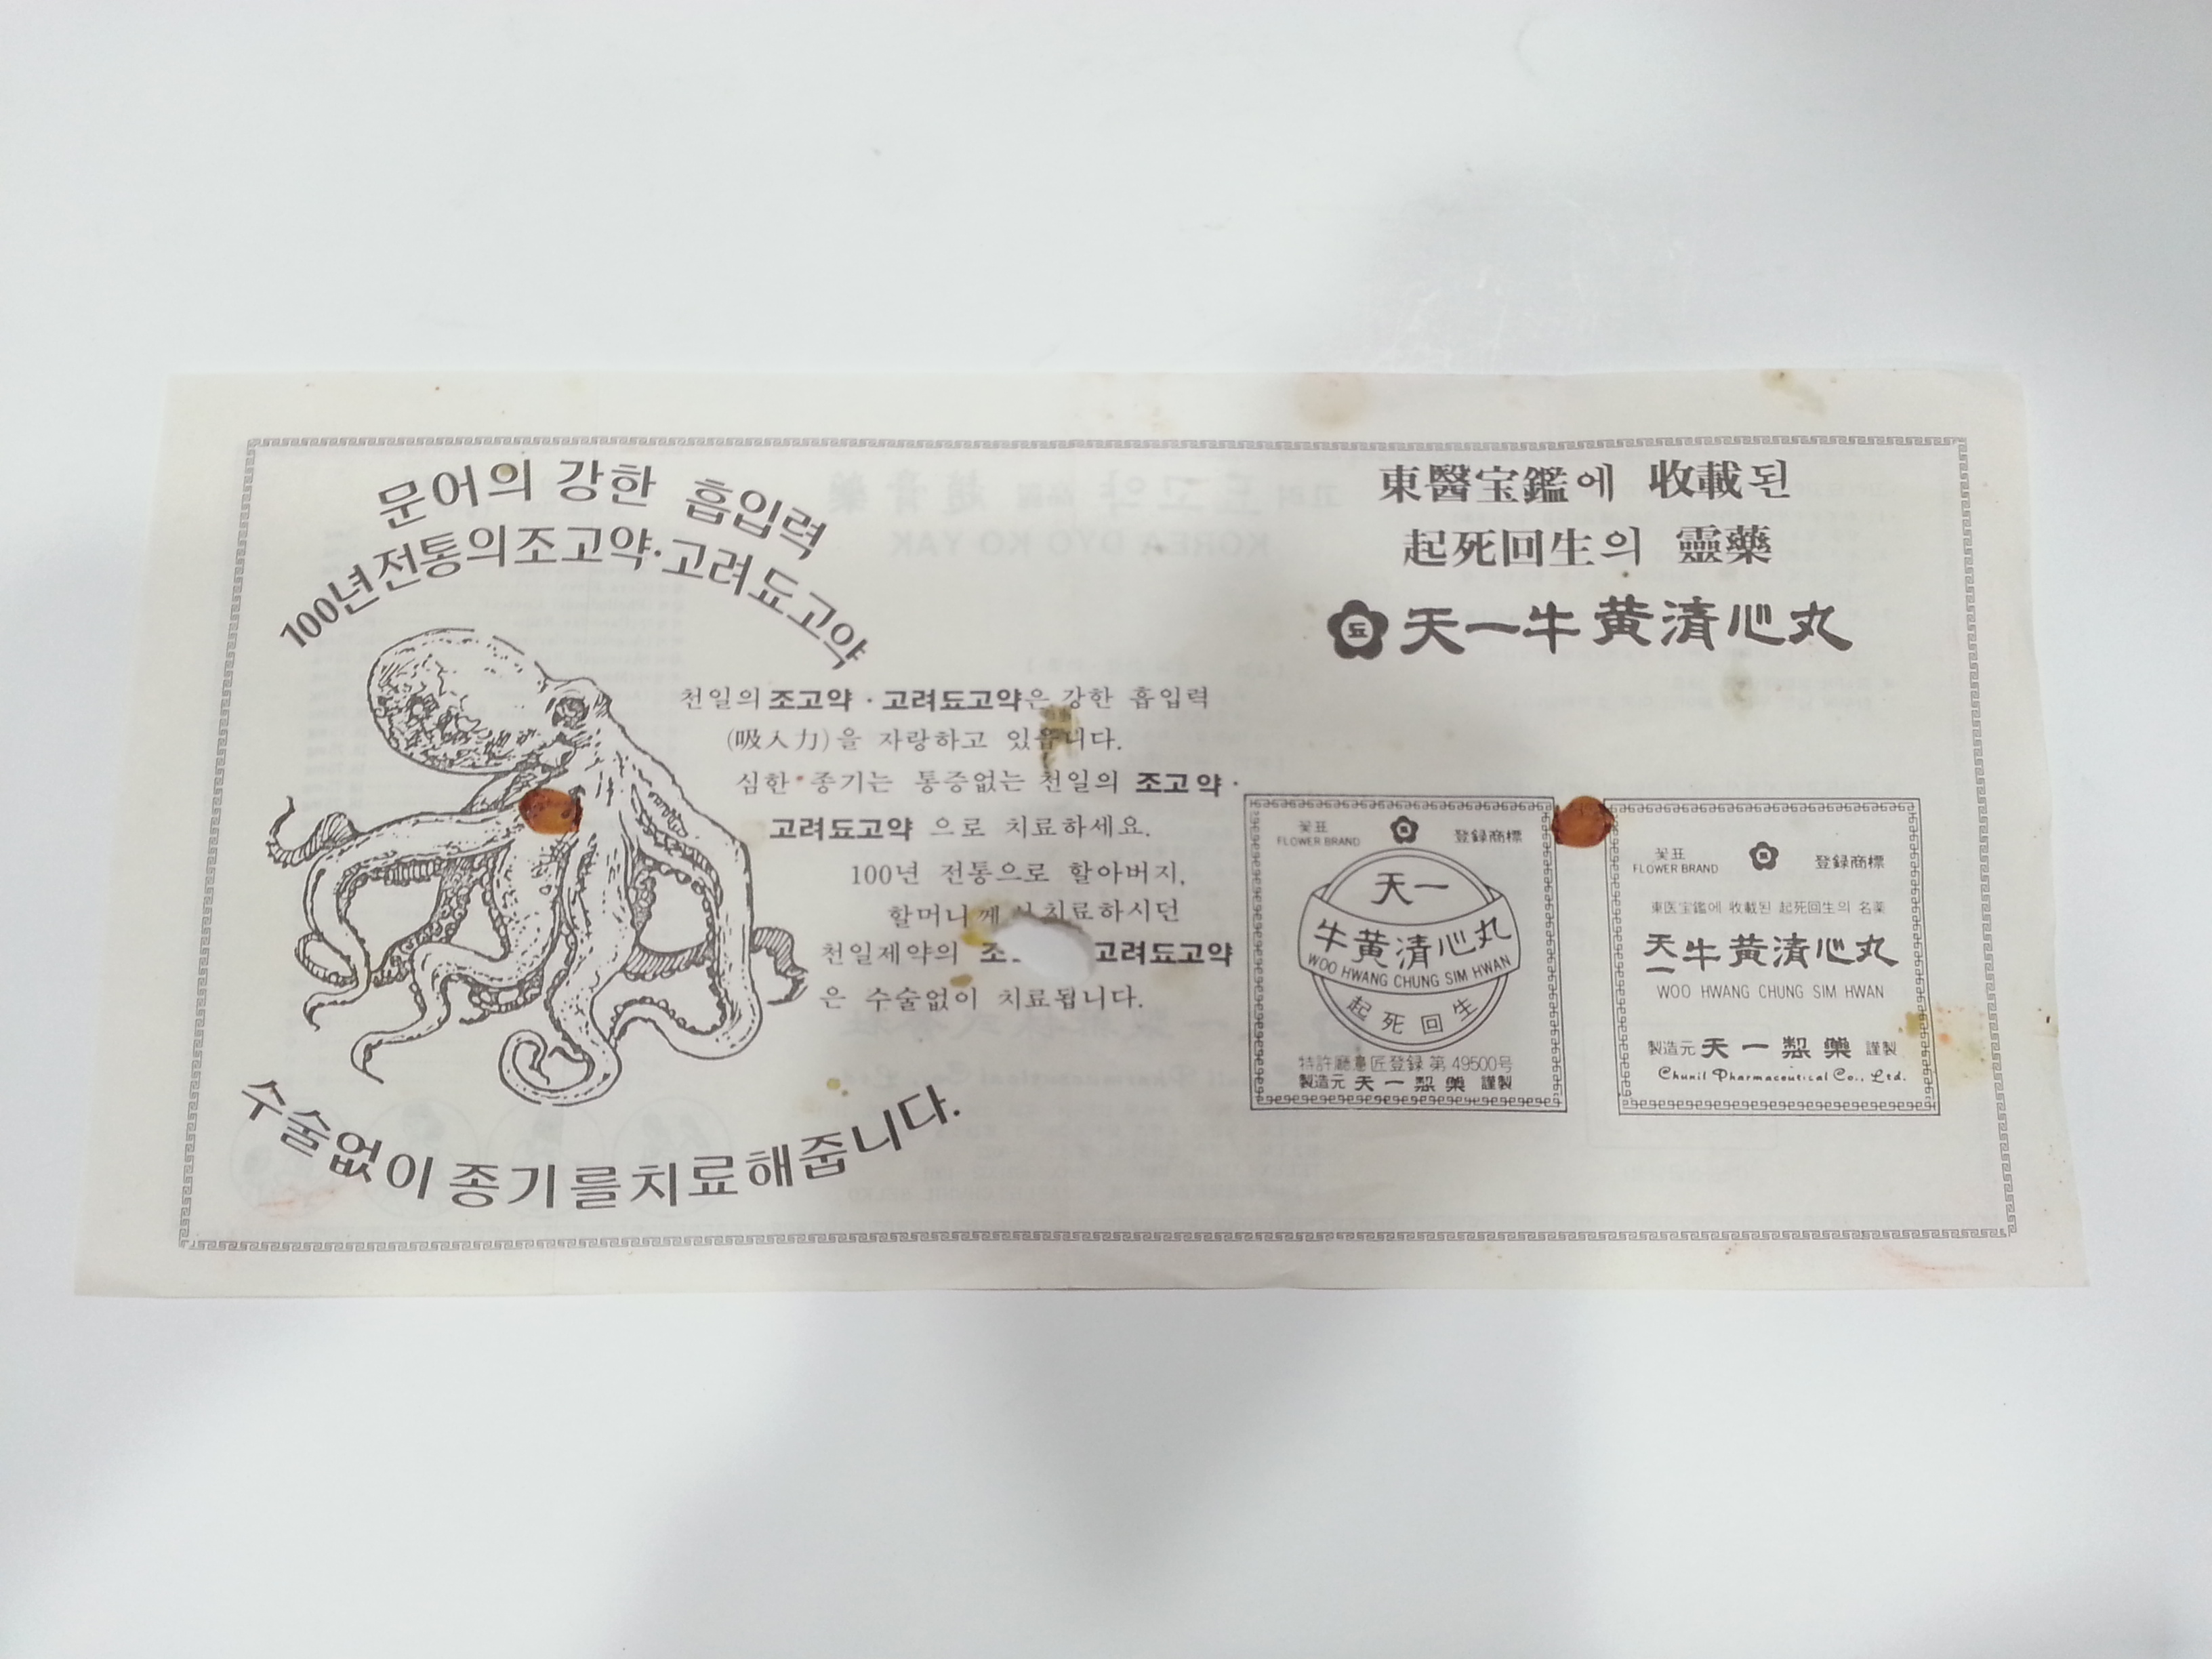 문어의 강한 흡입력
100년 전통의 조고약·고려됴고약
천일의 조고약 · 고려됴고약은 강한 흡입력
(吸入力)을 자랑하고 있습니다.
심한 종기는 통증없는 천일의 조고약 ·
고려됴고약 으로 치료하세요.
100년 전통으로 할아버지,
할머니께 치료하시던
천일제약의 고려됴고약
은 수술없이 치료됩니다.
수술없이 종기를 치료해줍니다.
東醫宝鑑에 收載된
起死回生의 靈藥
됴 天一牛黄清心丸
꽃표
FLOWER BRAND
登録商標
天一
牛黄清心丸
WOO HWANG CHUNG SIM HWAN
起死回生
特許廳意匠登録 第 49500号
製造元 天一製藥 謹製
꽃표
FLOWER BRAND
登録商標
東医宝鑑에 收載된 起死回生의 名薬
天一牛黄清心丸
WOO HWANG CHUNG SIM HWAN
製造元 天一製藥 謹製
Chunil Pharmaceutical Co., Ltd.